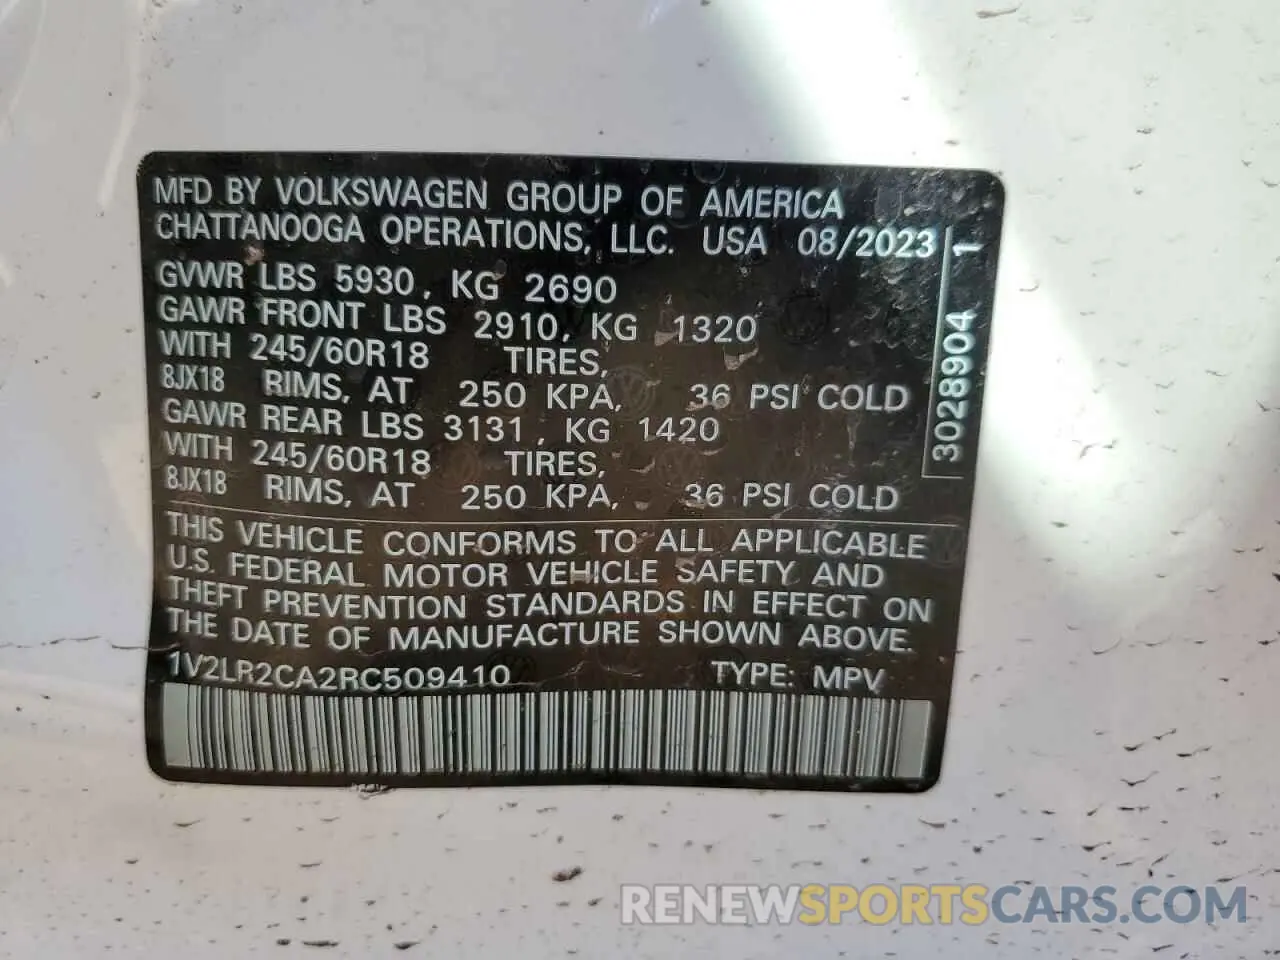 MFD BY VOLKSWAGEN GROUP OF AMERICA
CHATTANOOGA OPERATIONS, LLC. USA 08/2023
GVWR LBS 5930, KG 2690
GAWR FRONT LBS 2910, KG 1320
WITH 245/60R18 TIRES,
8JX18 RIMS, AT 250 KPA, 36 PSI COLD
GAWR REAR LBS 3131, KG 1420
WITH 245/60R18 TIRES,
8JX18 RIMS, AT 250 KPA, 36 PSI COLD
3028904 1
THIS VEHICLE CONFORMS TO ALL APPLICABLE
U.S. FEDERAL MOTOR VEHICLE SAFETY AND
THEFT PREVENTION STANDARDS IN EFFECT ON
THE DATE OF MANUFACTURE SHOWN ABOVE.
1V2LR2CA2RC509410 TYPE: MPV
RENEWSPORTSCARS.COM